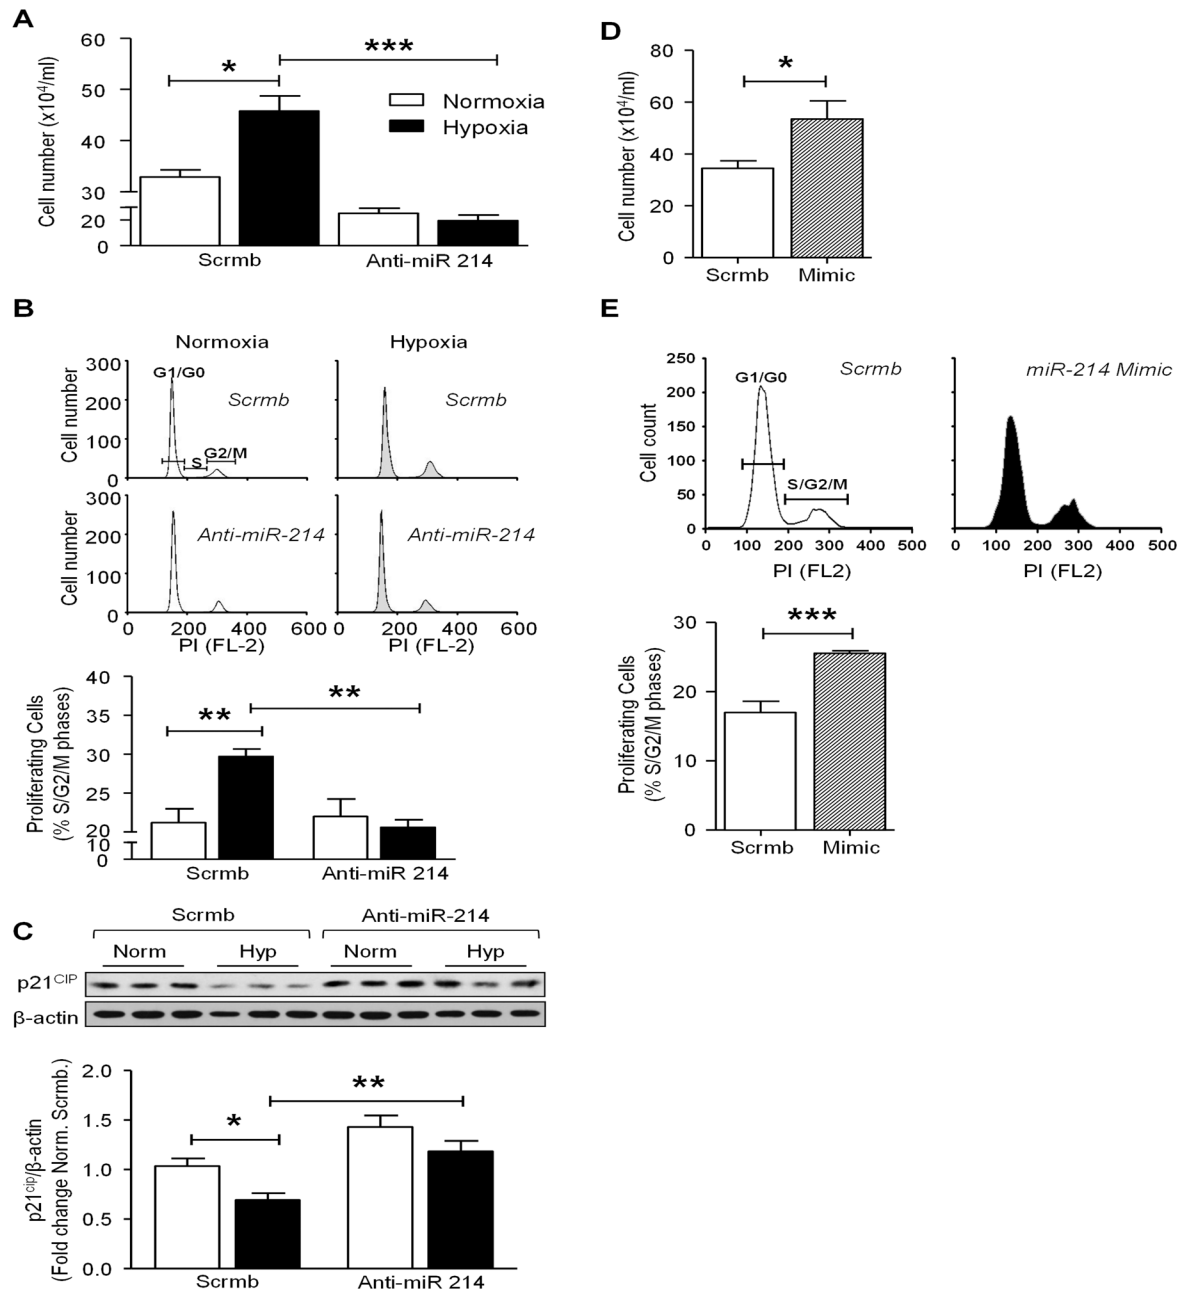 A
Cell number (x10⁴/ml)
60
50
40
30
20
0
*
***
Normoxia
Hypoxia
Scrmb
Anti-miR 214
B
Normoxia
Hypoxia
Cell number
300
200
100
0
G1/G0
S
G2/M
Scrmb
Scrmb
Cell number
300
200
100
0
Anti-miR-214
Anti-miR-214
0 200 400 600
0 200 400 600
PI (FL-2)
PI (FL-2)
Proliferating Cells
(% S/G2/M phases)
40
35
30
25
20
10
0
**
**
Scrmb
Anti-miR 214
C
Scrmb
Anti-miR-214
Norm
Hyp
Norm
Hyp
p21ᶜᴵᴾ
β-actin
p21ᶜⁱᵖ/β-actin
(Fold change Norm. Scrmb.)
2.0
1.5
1.0
0.5
0.0
*
**
Scrmb
Anti-miR 214
D
Cell number (x10⁴/ml)
80
60
40
20
0
*
Scrmb
Mimic
E
Cell count
250
200
150
100
50
0
G1/G0
S/G2/M
Scrmb
miR-214 Mimic
0 100 200 300 400 500
0 100 200 300 400 500
PI (FL2)
PI (FL2)
Proliferating Cells
(% S/G2/M phases)
30
20
10
0
***
Scrmb
Mimic